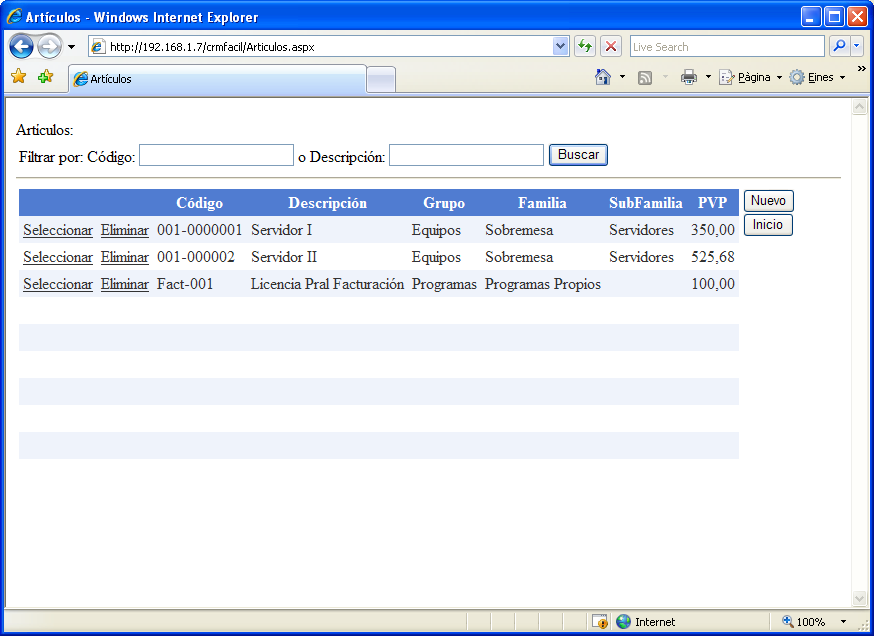 Artículos - Windows Internet Explorer
http://192.168.1.7/crmfacil/Articulos.aspx
Live Search
Artículos
Pàgina
Eines
»
Artículos:
Filtrar por: Código: o Descripción: Buscar
Código Descripción Grupo Familia SubFamilia PVP
Nuevo
Seleccionar Eliminar 001-0000001 Servidor I Equipos Sobremesa Servidores 350,00
Inicio
Seleccionar Eliminar 001-000002 Servidor II Equipos Sobremesa Servidores 525,68
Seleccionar Eliminar Fact-001 Licencia Pral Facturación Programas Programas Propios 100,00
Internet
100%